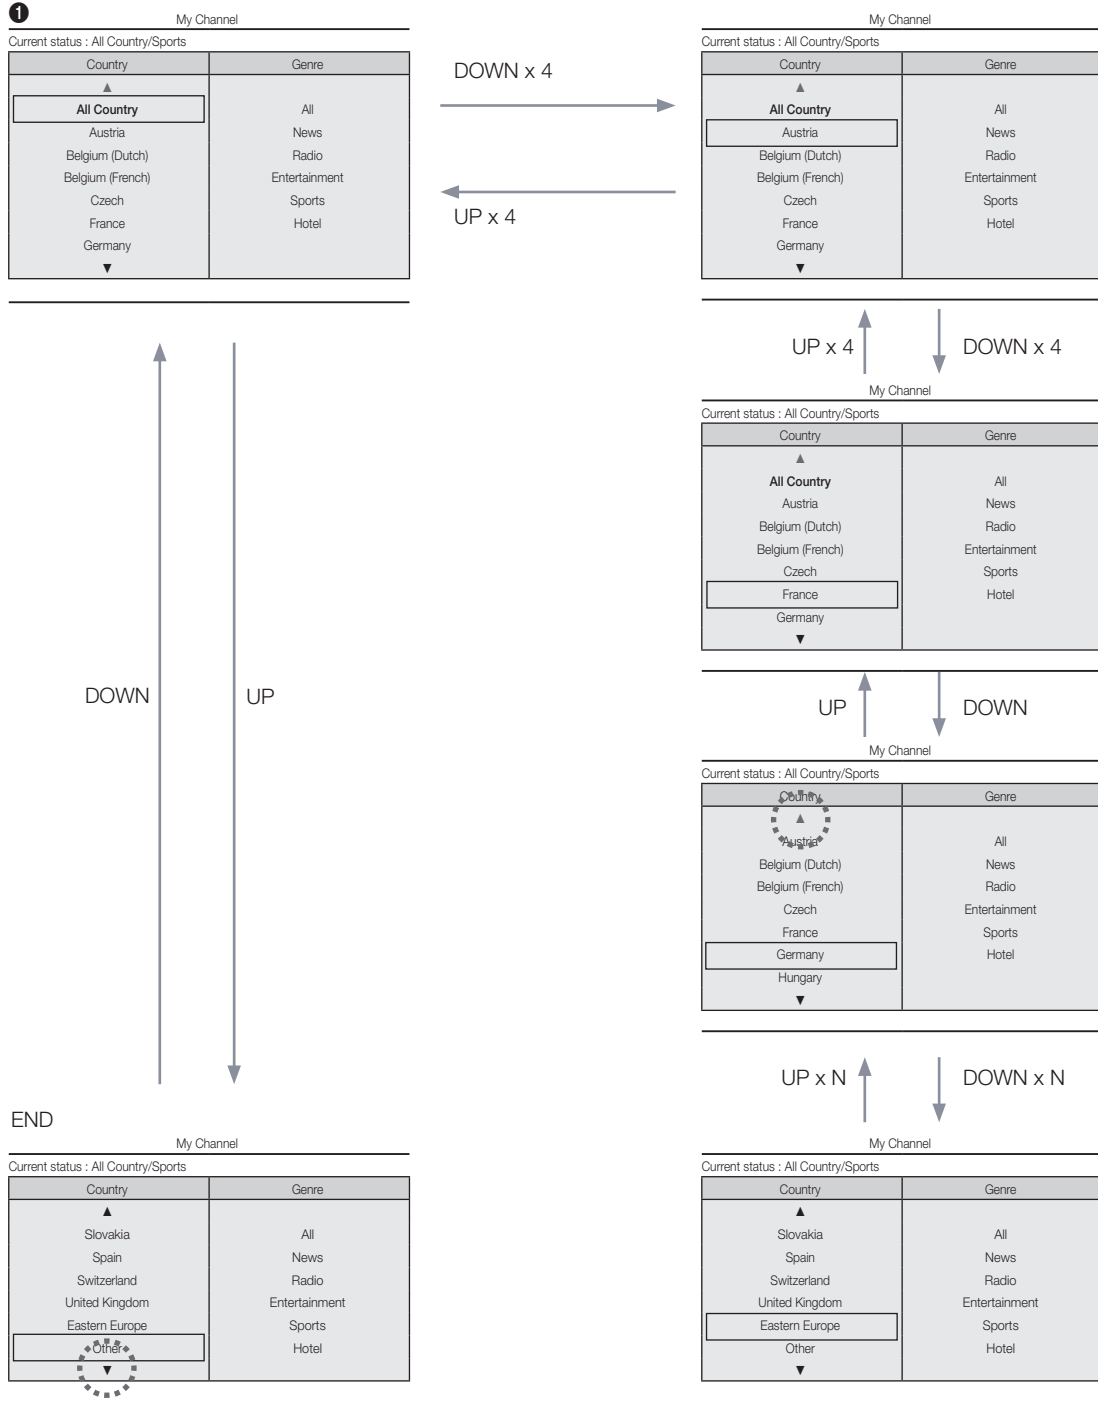 ❶
My Channel
Current status : All Country/Sports
Country Genre
▲
All Country All
Austria News
Belgium (Dutch) Radio
Belgium (French) Entertainment
Czech Sports
France Hotel
Germany
▼
DOWN x 4
UP x 4
My Channel
Current status : All Country/Sports
Country Genre
▲
All Country All
Austria News
Belgium (Dutch) Radio
Belgium (French) Entertainment
Czech Sports
France Hotel
Germany
▼
UP x 4 DOWN x 4
My Channel
Current status : All Country/Sports
Country Genre
▲
All Country All
Austria News
Belgium (Dutch) Radio
Belgium (French) Entertainment
Czech Sports
France Hotel
Germany
▼
DOWN UP
UP DOWN
My Channel
Current status : All Country/Sports
Country Genre
▲
Austria All
Belgium (Dutch) News
Belgium (French) Radio
Czech Entertainment
France Sports
Germany Hotel
Hungary
▼
UP x N DOWN x N
END
My Channel
Current status : All Country/Sports
Country Genre
▲
Slovakia All
Spain News
Switzerland Radio
United Kingdom Entertainment
Eastern Europe Sports
Other Hotel
▼
My Channel
Current status : All Country/Sports
Country Genre
▲
Slovakia All
Spain News
Switzerland Radio
United Kingdom Entertainment
Eastern Europe Sports
Other Hotel
▼